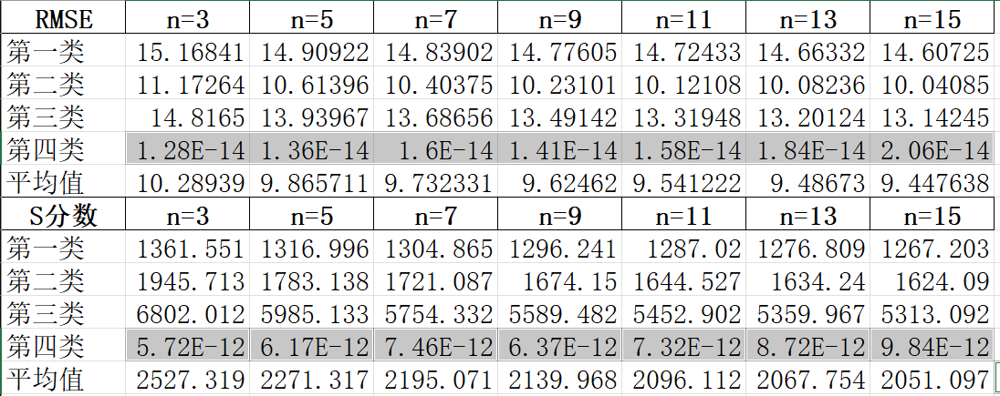 RMSE n=3 n=5 n=7 n=9 n=11 n=13 n=15
第一类 15.16841 14.90922 14.83902 14.77605 14.72433 14.66332 14.60725
第二类 11.17264 10.61396 10.40375 10.23101 10.12108 10.08236 10.04085
第三类 14.8165 13.93967 13.68656 13.49142 13.31948 13.20124 13.14245
第四类 1.28E-14 1.36E-14 1.6E-14 1.41E-14 1.58E-14 1.84E-14 2.06E-14
平均值 10.28939 9.865711 9.732331 9.62462 9.541222 9.48673 9.447638
S分数 n=3 n=5 n=7 n=9 n=11 n=13 n=15
第一类 1361.551 1316.996 1304.865 1296.241 1287.02 1276.809 1267.203
第二类 1945.713 1783.138 1721.087 1674.15 1644.527 1634.24 1624.09
第三类 6802.012 5985.133 5754.332 5589.482 5452.902 5359.967 5313.092
第四类 5.72E-12 6.17E-12 7.46E-12 6.37E-12 7.32E-12 8.72E-12 9.84E-12
平均值 2527.319 2271.317 2195.071 2139.968 2096.112 2067.754 2051.097